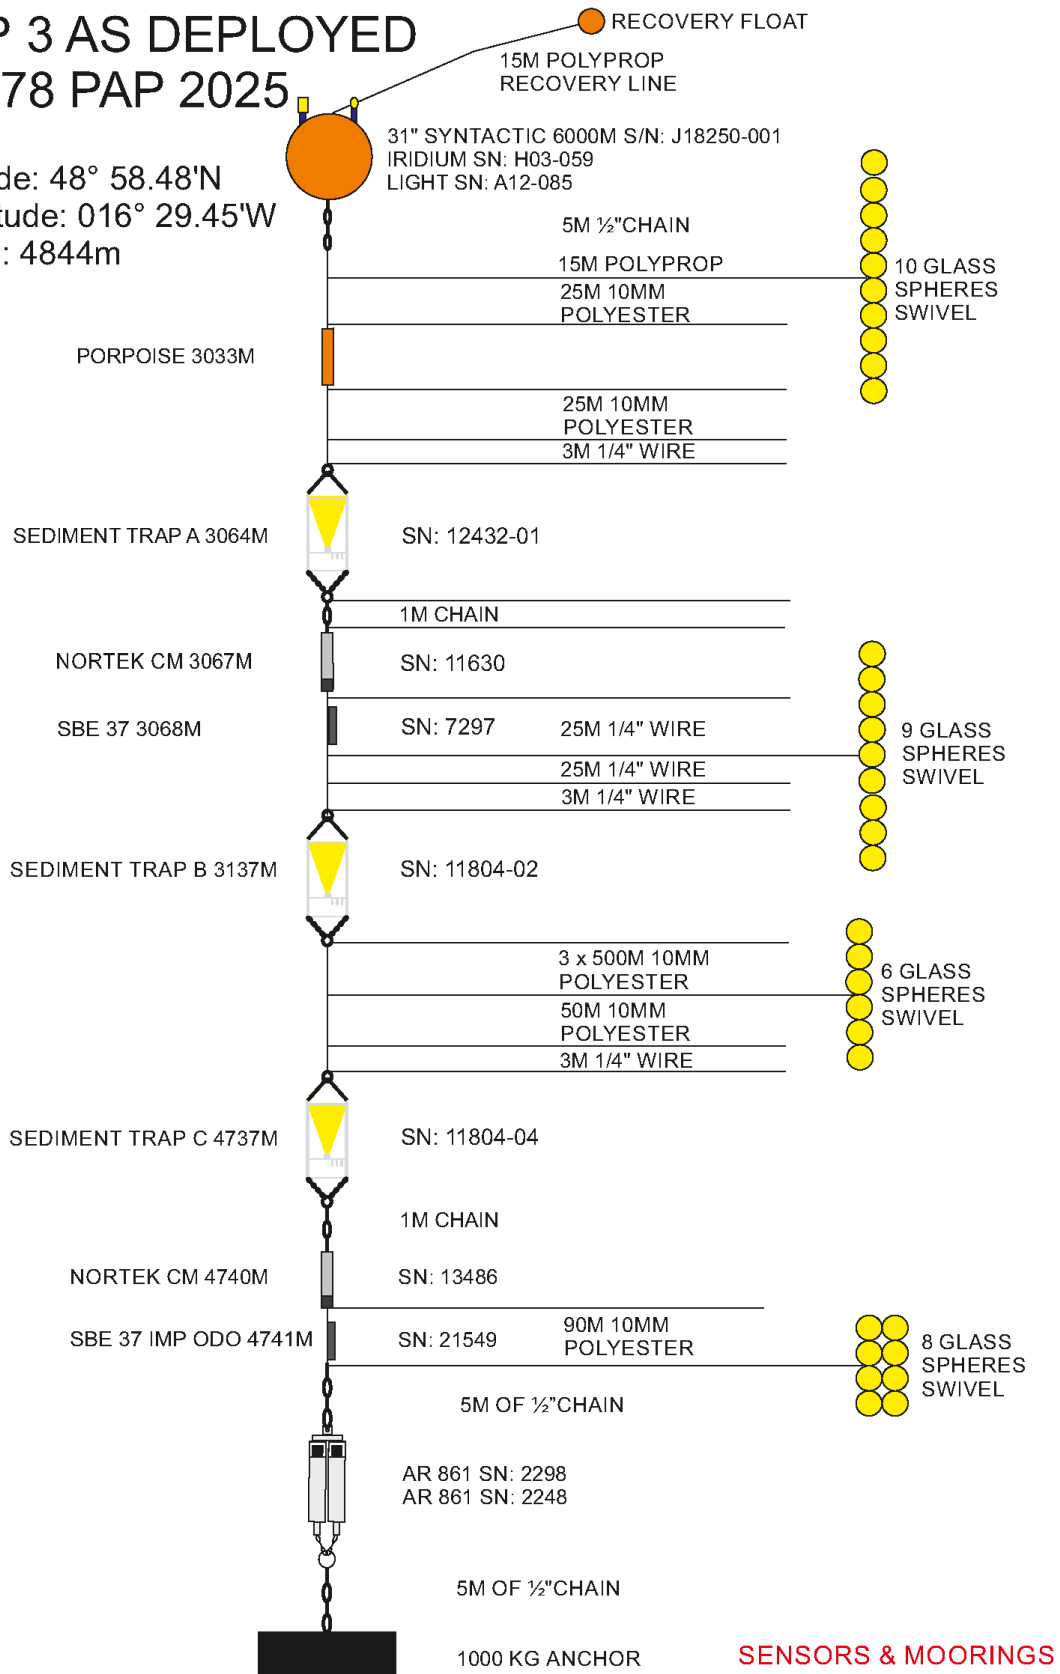 P 3 AS DEPLOYED
78 PAP 2025
de: 48° 58.48'N
tude: 016° 29.45'W
: 4844m
RECOVERY FLOAT
15M POLYPROP
RECOVERY LINE
31" SYNTACTIC 6000M S/N: J18250-001
IRIDIUM SN: H03-059
LIGHT SN: A12-085
5M ½"CHAIN
15M POLYPROP
10 GLASS
SPHERES
SWIVEL
25M 10MM
POLYESTER
PORPOISE 3033M
25M 10MM
POLYESTER
3M 1/4" WIRE
SEDIMENT TRAP A 3064M
SN: 12432-01
1M CHAIN
NORTEK CM 3067M
SN: 11630
SBE 37 3068M
SN: 7297
25M 1/4" WIRE
9 GLASS
SPHERES
SWIVEL
25M 1/4" WIRE
3M 1/4" WIRE
SEDIMENT TRAP B 3137M
SN: 11804-02
3 x 500M 10MM
POLYESTER
6 GLASS
SPHERES
SWIVEL
50M 10MM
POLYESTER
3M 1/4" WIRE
SEDIMENT TRAP C 4737M
SN: 11804-04
1M CHAIN
NORTEK CM 4740M
SN: 13486
SBE 37 IMP ODO 4741M
SN: 21549
90M 10MM
POLYESTER
8 GLASS
SPHERES
SWIVEL
5M OF ½"CHAIN
AR 861 SN: 2298
AR 861 SN: 2248
5M OF ½"CHAIN
1000 KG ANCHOR
SENSORS & MOORINGS